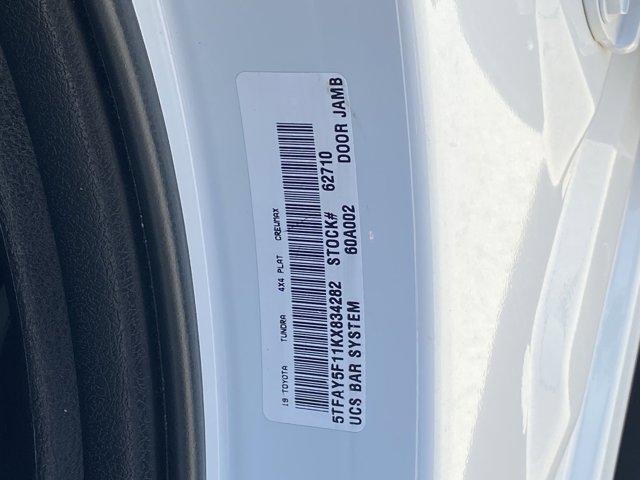 19 TOYOTA TUNDRA 4X4 PLAT CREWMAX
5TFAY5F11KX834282 STOCK# 62710
UCS BAR SYSTEM 60A002 DOOR JAMB